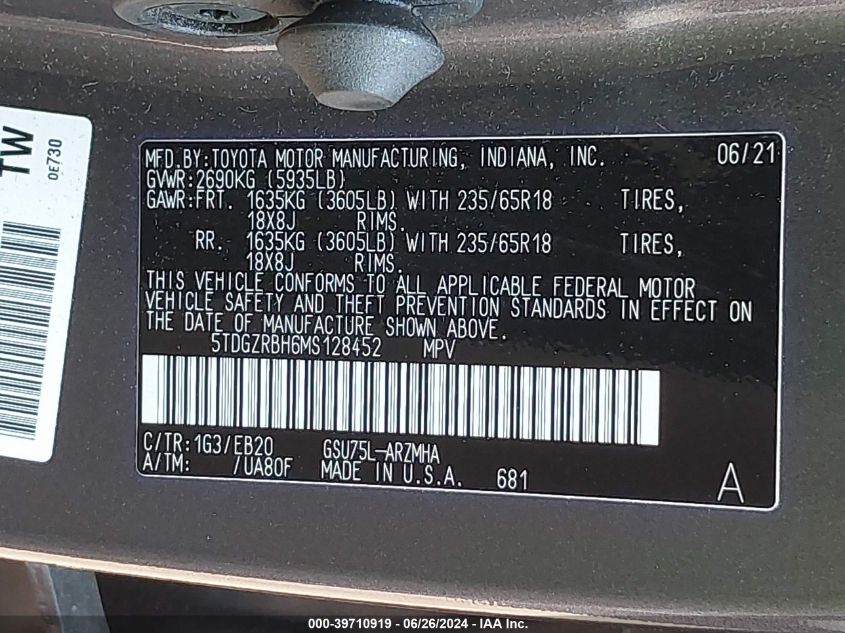 TW
0E730
MFD.BY:TOYOTA MOTOR MANUFACTURING, INDIANA, INC. 06/21
GVWR:2690KG (5935LB)
GAWR:FRT. 1635KG (3605LB) WITH 235/65R18 TIRES,
18X8J RIMS.
RR. 1635KG (3605LB) WITH 235/65R18 TIRES,
18X8J RIMS.
THIS VEHICLE CONFORMS TO ALL APPLICABLE FEDERAL MOTOR
VEHICLE SAFETY AND THEFT PREVENTION STANDARDS IN EFFECT ON
THE DATE OF MANUFACTURE SHOWN ABOVE.
5TDGZRBH6MS128452 MPV
C/TR:1G3/EB20 GSU75L-ARZMHA
A/TM: /UA80F MADE IN U.S.A. 681 A
000-39710919 - 06/26/2024 - IAA Inc.